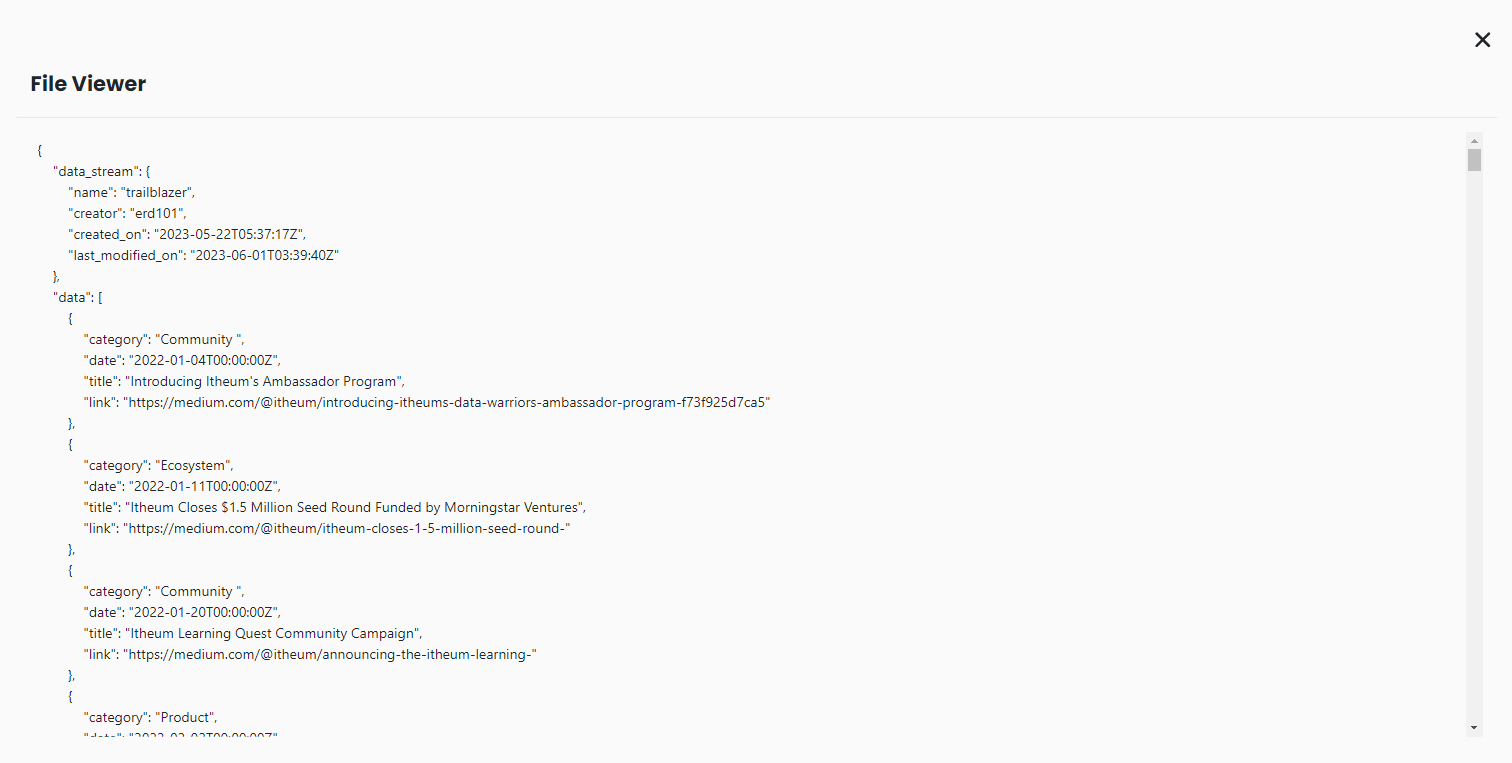 File Viewer
{
"data_stream": {
"name": "trailblazer",
"creator": "erd101",
"created_on": "2023-05-22T05:37:17Z",
"last_modified_on": "2023-06-01T03:39:40Z"
},
"data": [
{
"category": "Community ",
"date": "2022-01-04T00:00:00Z",
"title": "Introducing Itheum's Ambassador Program",
"link": "https://medium.com/@itheum/introducing-itheums-data-warriors-ambassador-program-f73f925d7ca5"
},
{
"category": "Ecosystem",
"date": "2022-01-11T00:00:00Z",
"title": "Itheum Closes $1.5 Million Seed Round Funded by Morningstar Ventures",
"link": "https://medium.com/@itheum/itheum-closes-1-5-million-seed-round-"
},
{
"category": "Community ",
"date": "2022-01-20T00:00:00Z",
"title": "Itheum Learning Quest Community Campaign",
"link": "https://medium.com/@itheum/announcing-the-itheum-learning-"
},
{
"category": "Product",